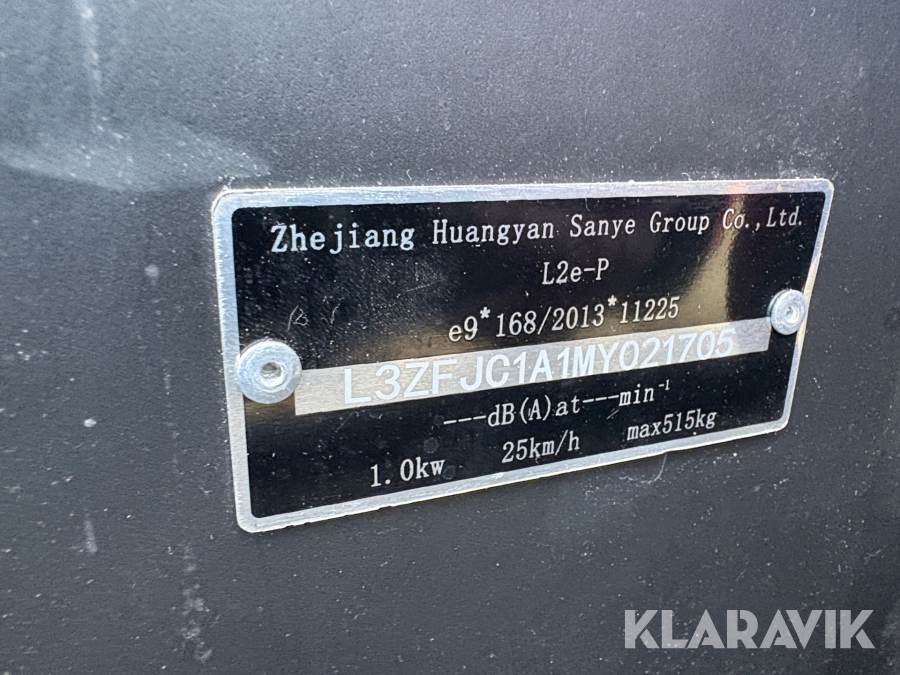 Zhejiang Huangyan Sanye Group Co.,Ltd.
L2e-P
e9*168/2013*11225
L3ZFJC1A1MY021705
---dB(A)at---min-1
1.0kw 25km/h max515kg
KLARAVIK